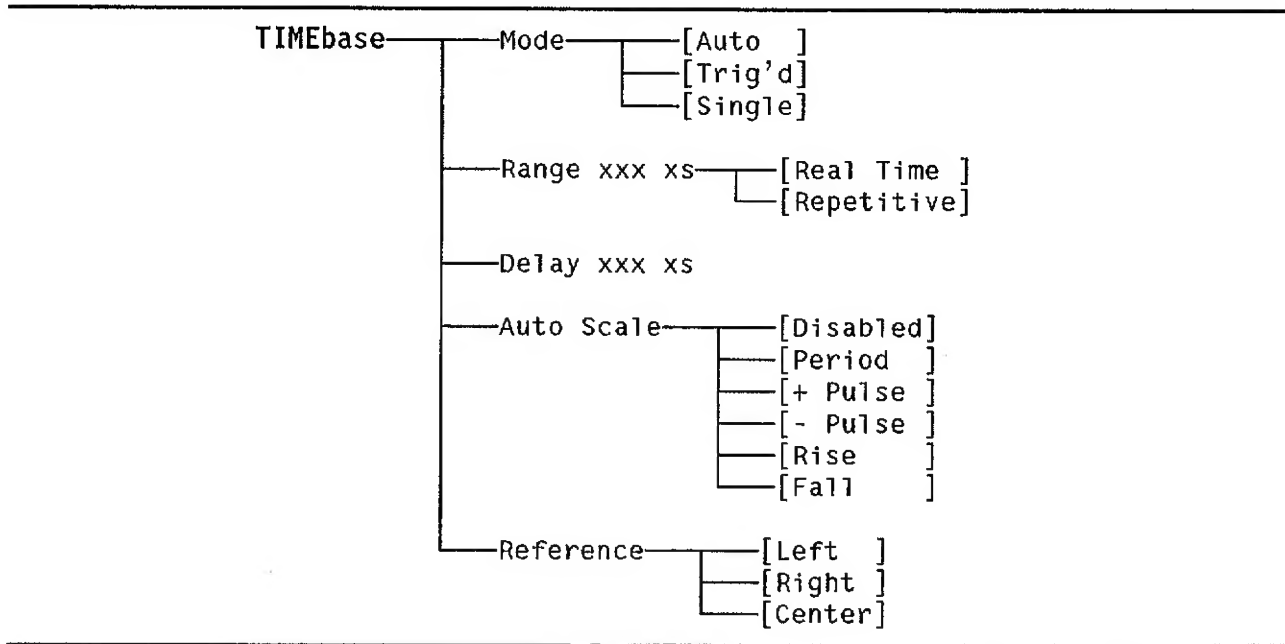 TIMEbase Mode [Auto ]
[Trig'd]
[Single]
Range xxx xs [Real Time ]
[Repetitive]
Delay xxx xs
Auto Scale [Disabled]
[Period ]
[+ Pulse ]
[- Pulse ]
[Rise ]
[Fall ]
Reference [Left ]
[Right ]
[Center]